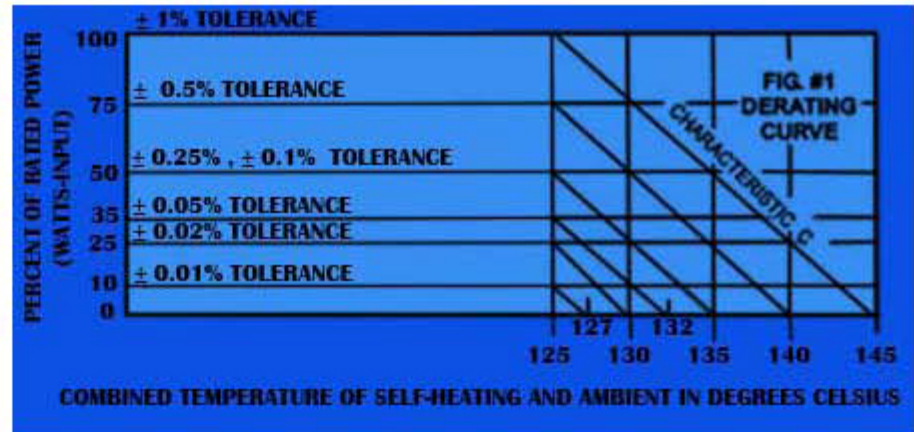 ± 1% TOLERANCE
100
± 0.5% TOLERANCE
75
± 0.25% , ± 0.1% TOLERANCE
50
± 0.05% TOLERANCE
35
± 0.02% TOLERANCE
25
± 0.01% TOLERANCE
10
0
PERCENT OF RATED POWER
(WATTS-INPUT)
FIG. #1
DERATING
CURVE
CHARACTERISTIC, C
127 132
125 130 135 140 145
COMBINED TEMPERATURE OF SELF-HEATING AND AMBIENT IN DEGREES CELSIUS